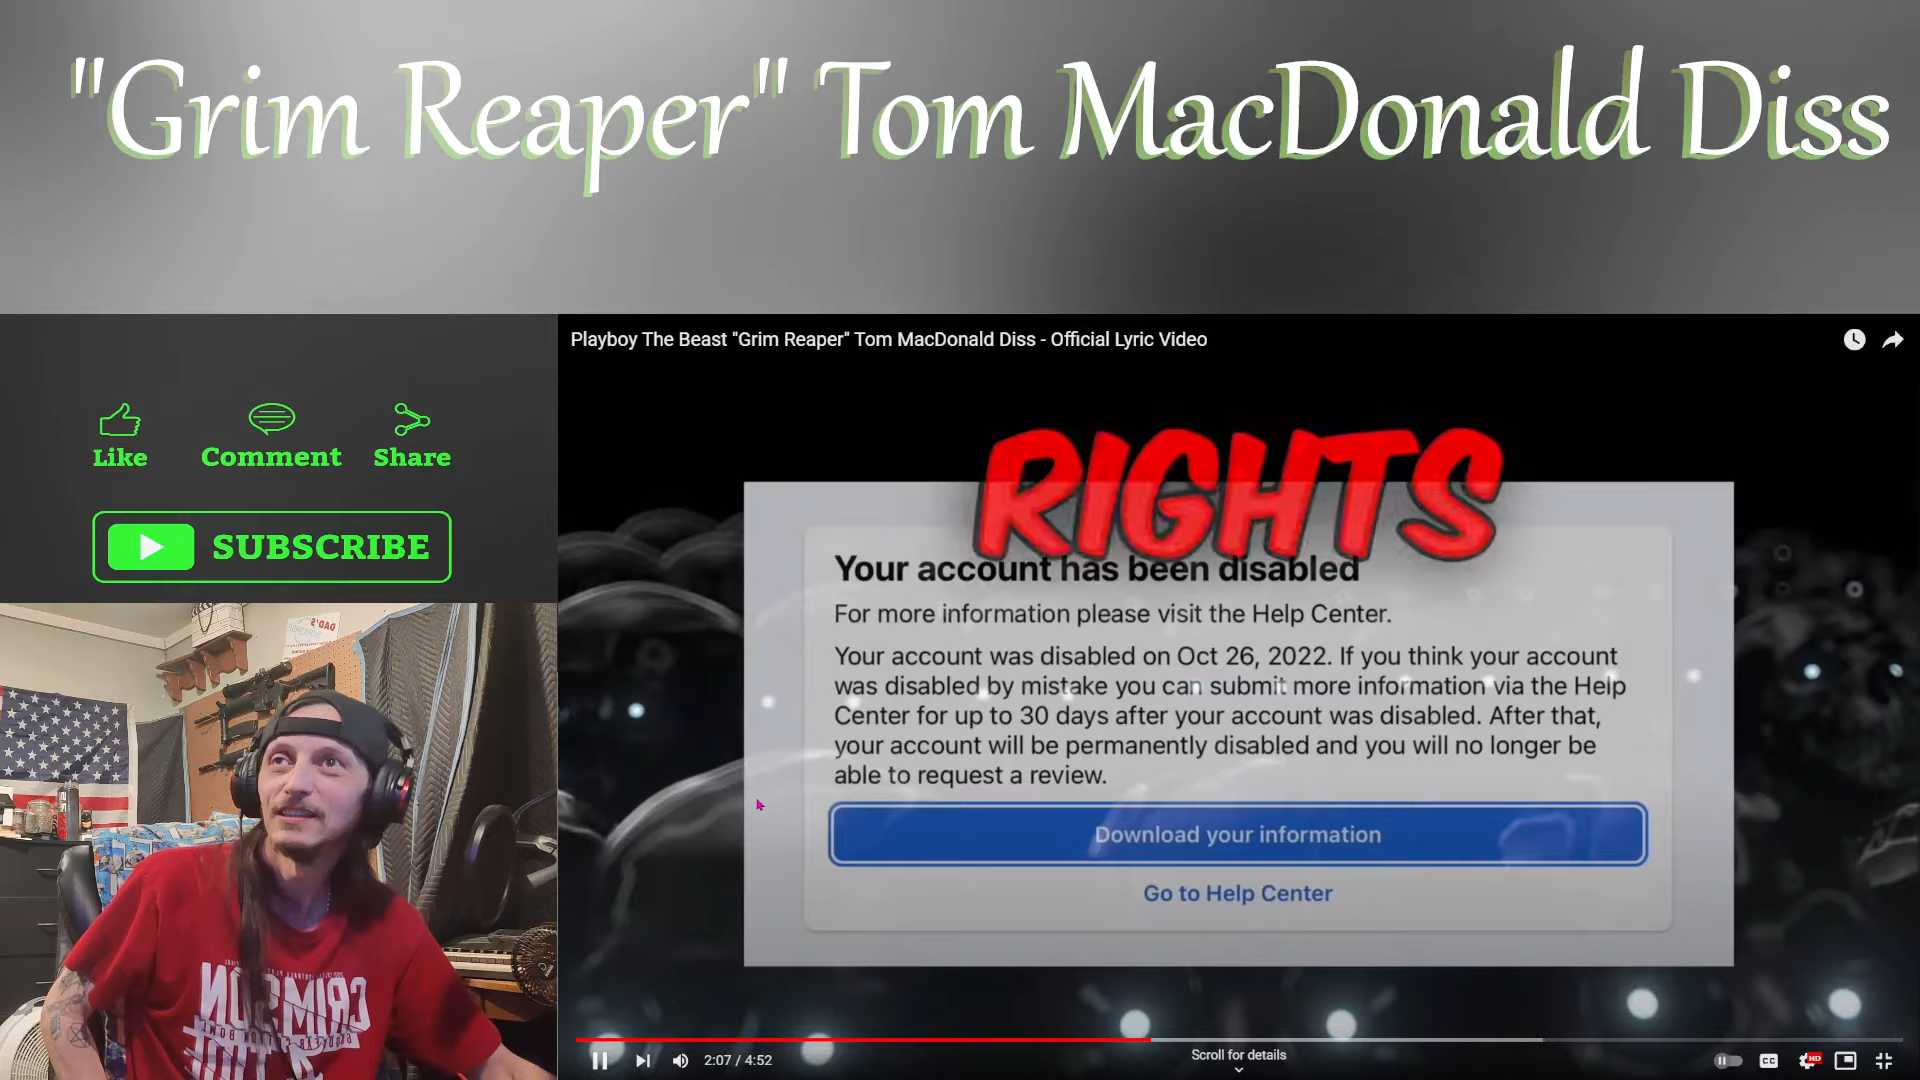 "Grim Reaper" Tom MacDonald Diss
Playboy The Beast "Grim Reaper" Tom MacDonald Diss - Official Lyric Video
RIGHTS
Like
Comment
Share
SUBSCRIBE
Your account has been disabled
For more information please visit the Help Center.
Your account was disabled on Oct 26, 2022. If you think your account
was disabled by mistake you can submit more information via the Help
Center for up to 30 days after your account was disabled. After that,
your account will be permanently disabled and you will no longer be
able to request a review.
Download your information
Go to Help Center
DAD'S
CRIMSON
2:07 / 4:52
Scroll for details
CC
HD